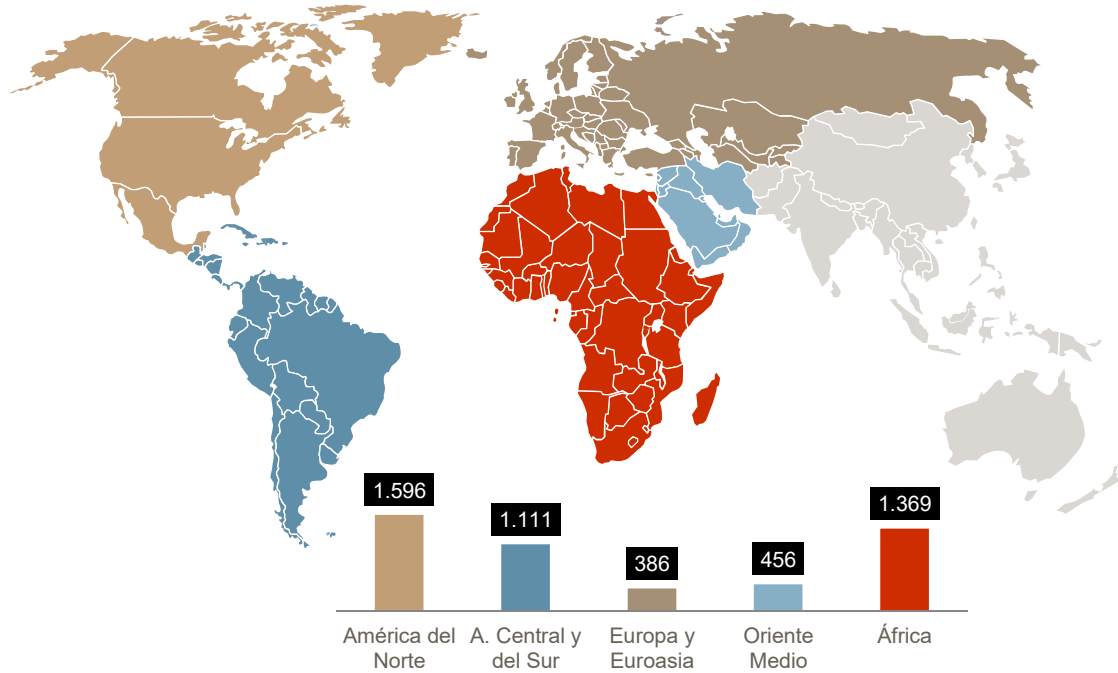 1.596
1.111
386
456
1.369
América del
Norte
A. Central y
del Sur
Europa y
Euroasia
Oriente
Medio
África